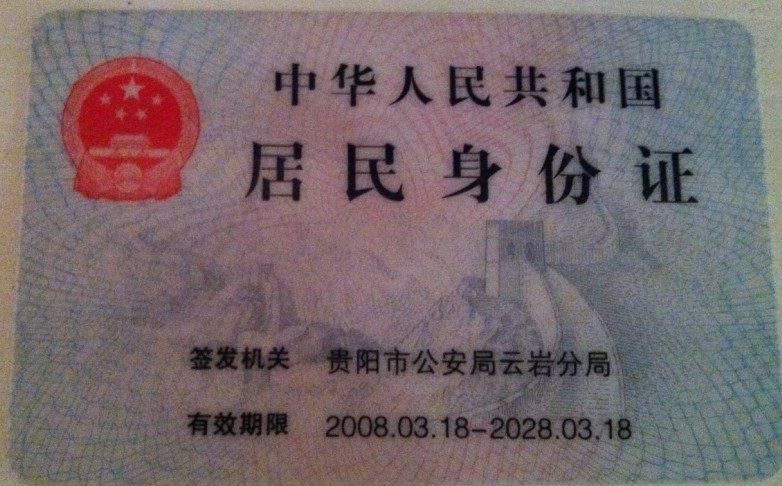 中华人民共和国
居民身份证
签发机关 贵阳市公安局云岩分局
有效期限 2008.03.18-2028.03.18